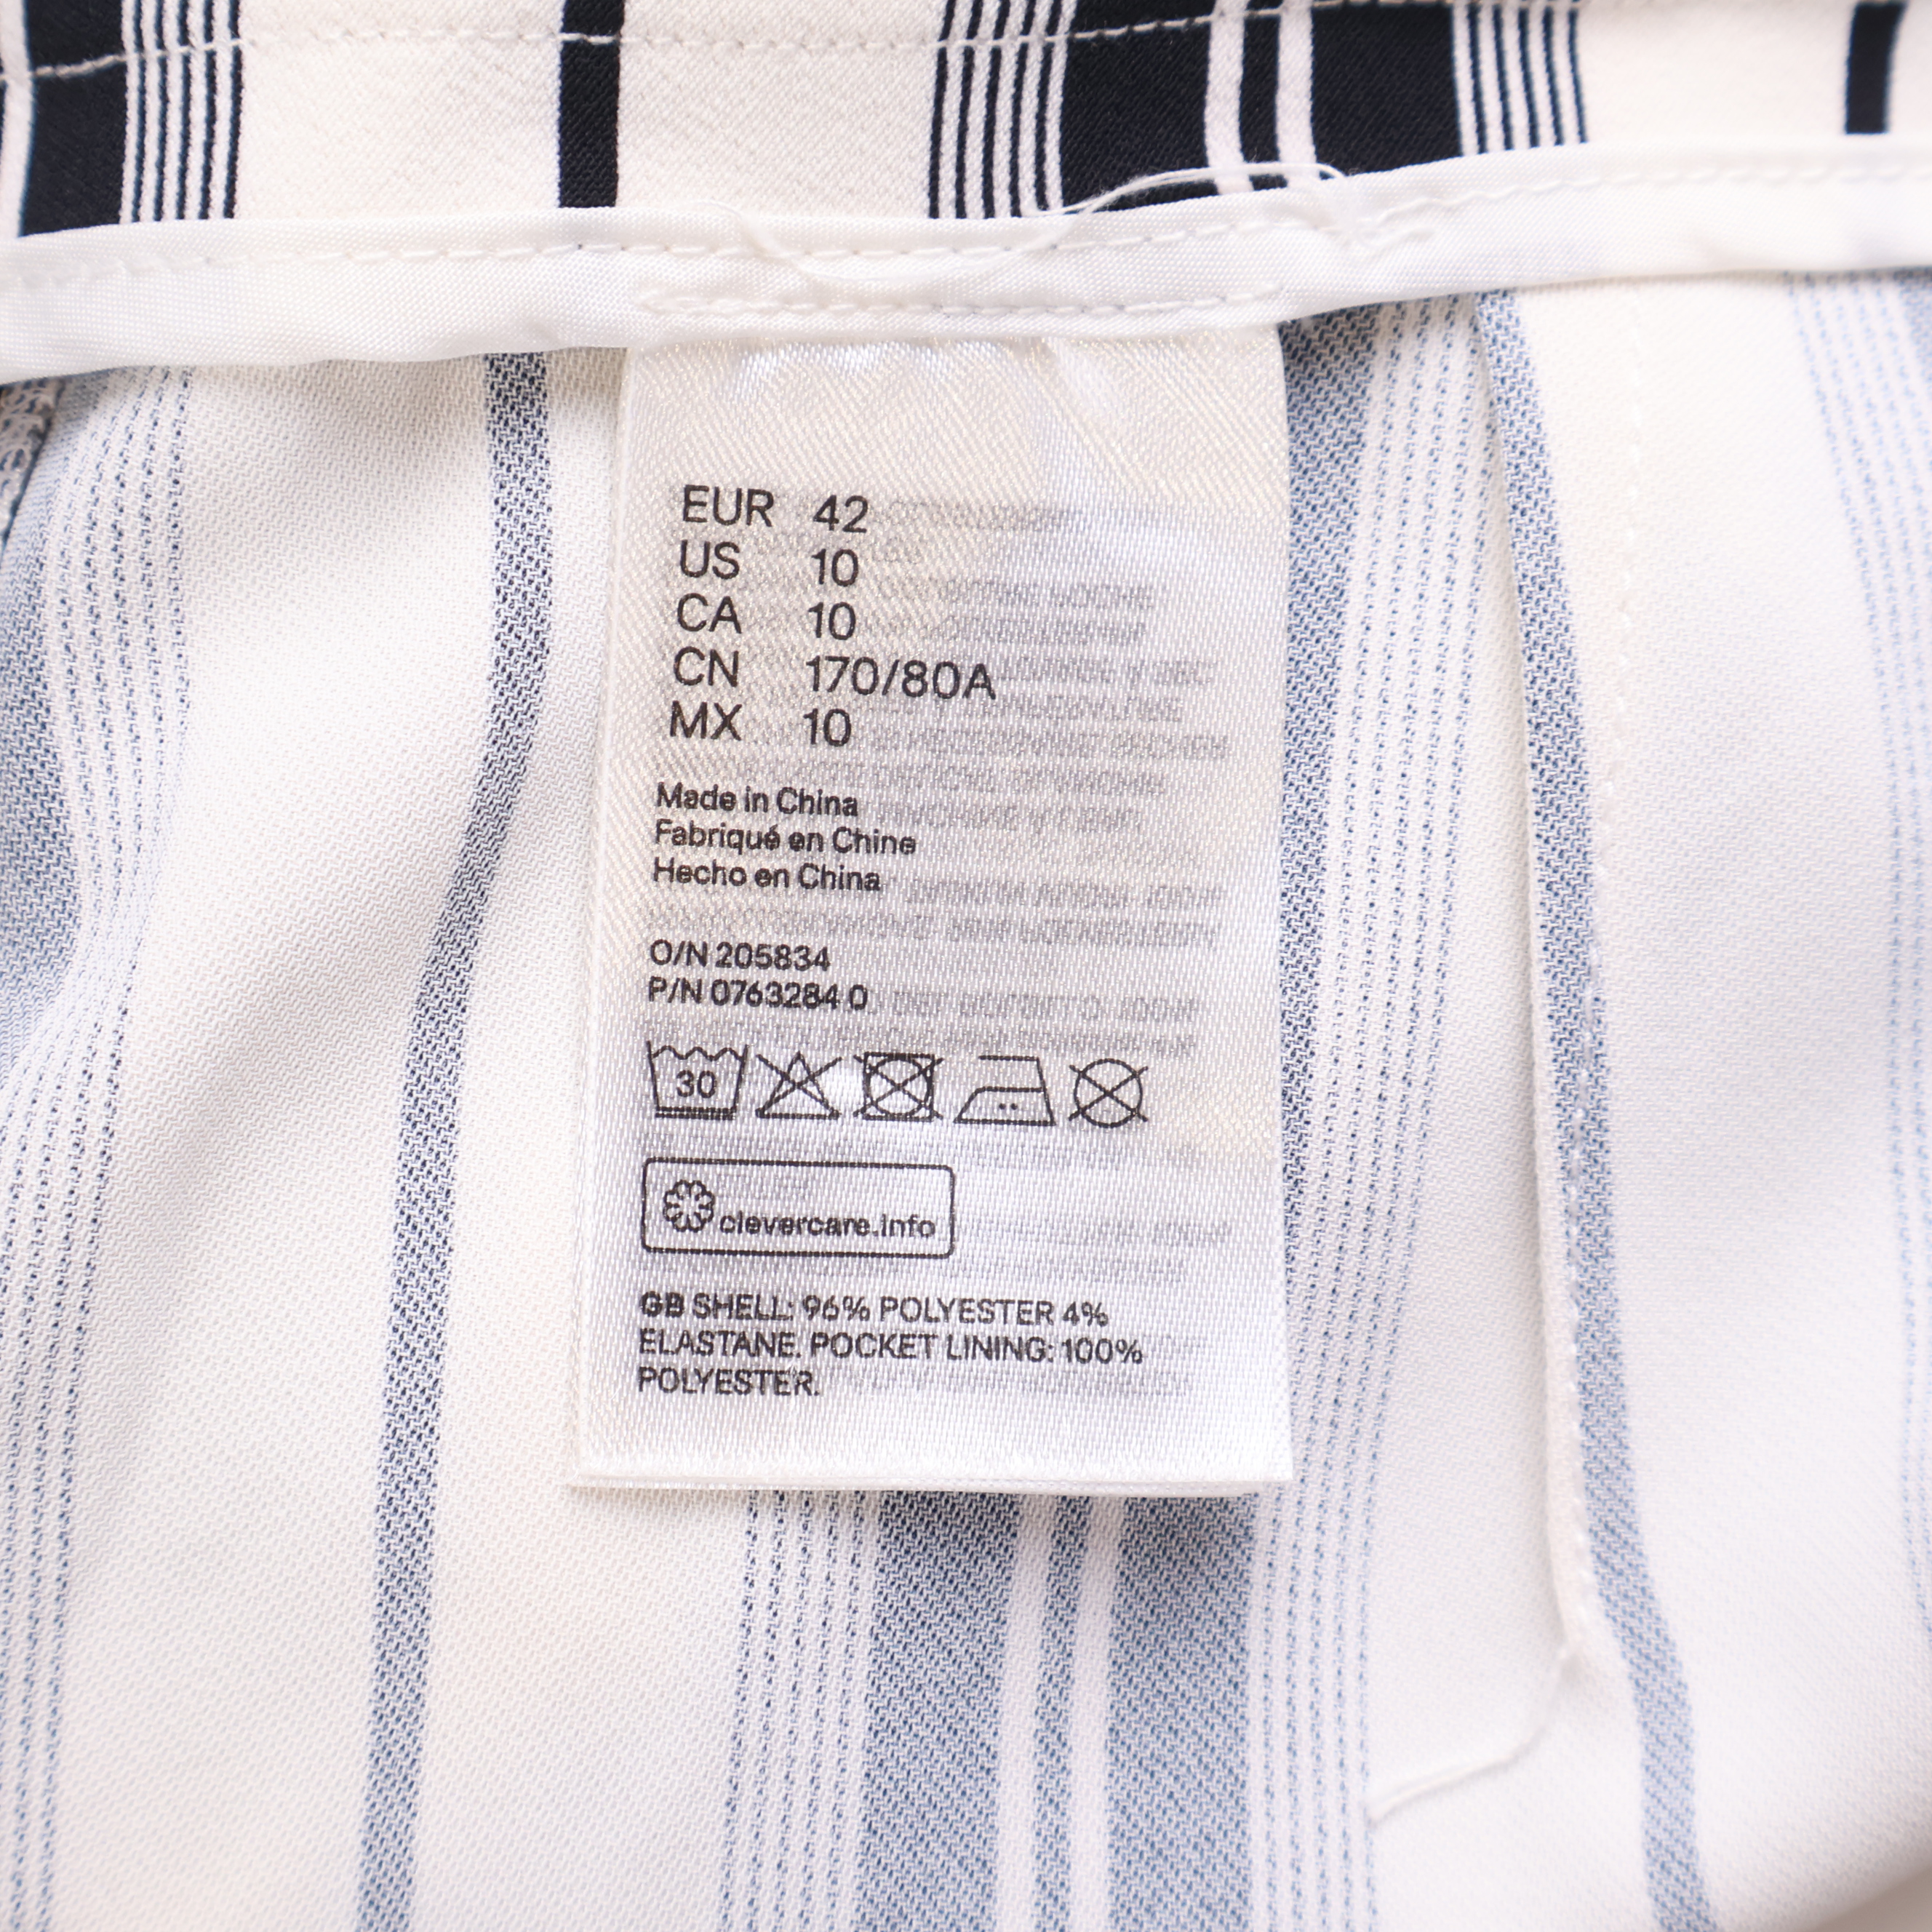 EUR 42
US 10
CA 10
CN 170/80A
MX 10
Made in China
Fabriqué en Chine
Hecho en China
O/N 205834
P/N 0763284 0
30
clevercare.info
GB SHELL: 96% POLYESTER 4%
ELASTANE. POCKET LINING: 100%
POLYESTER.